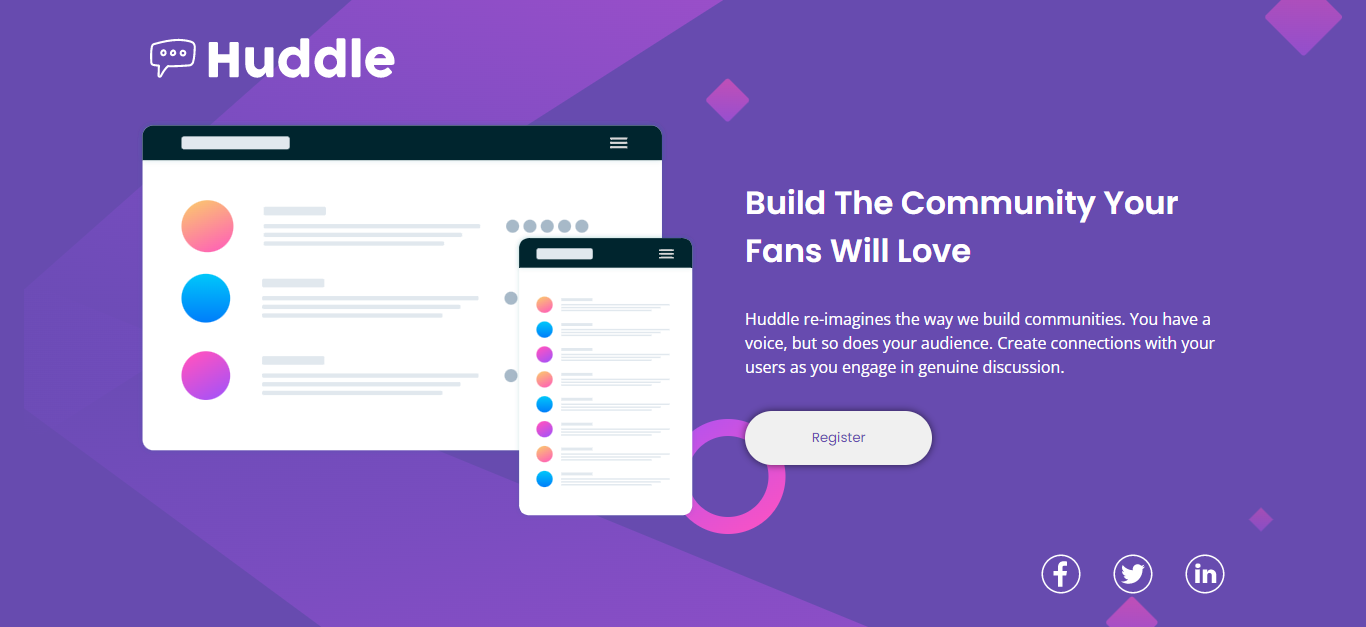 Huddle
Build The Community Your
Fans Will Love
Huddle re-imagines the way we build communities. You have a
voice, but so does your audience. Create connections with your
users as you engage in genuine discussion.
Register